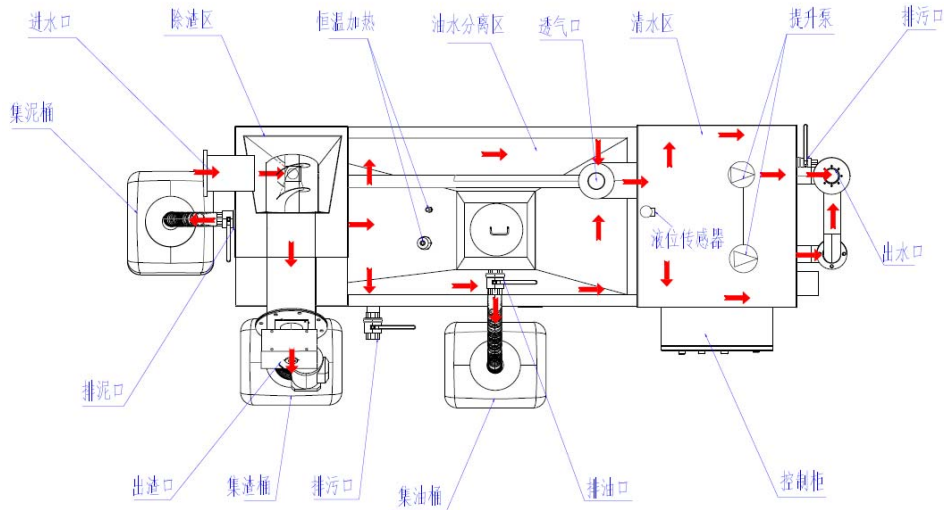 进水口
除渣区
恒温加热
油水分离区
透气口
清水区
提升泵
排污口
集泥桶
液位传感器
出水口
排泥口
出渣口
集渣桶
排污口
集油桶
排油口
控制柜